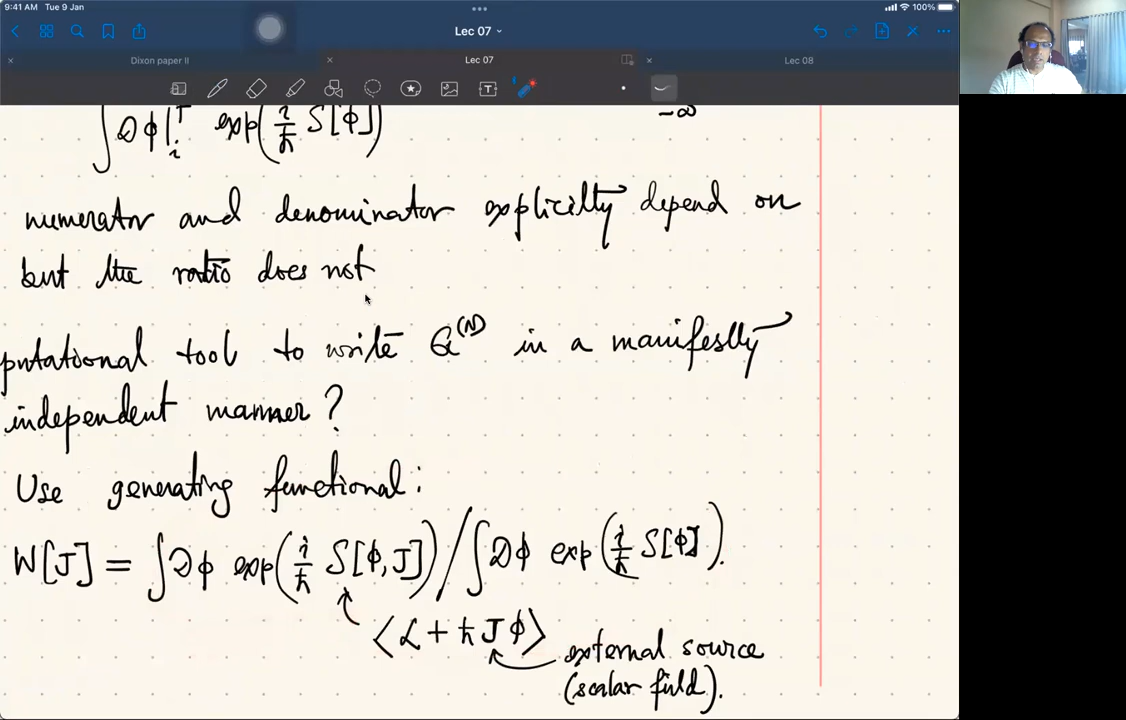 9:41 AM Tue 9 Jan
100%
Lec 07
Dixon paper II
Lec 07
Lec 08
∫ 𝒟φ|ᵢᵀ exp(i/ħ S[φ])
-∞
numerator and denominator explicitly depend on
but the ratio does not
putational tool to write G^(N) in a manifestly
independent manner?
Use generating functional:
W[J] = ∫𝒟φ exp(i/ħ S[φ,J]) / ∫𝒟φ exp(i/ħ S[φ]).
⟨ℒ + ħJφ⟩
external source
(scalar field).